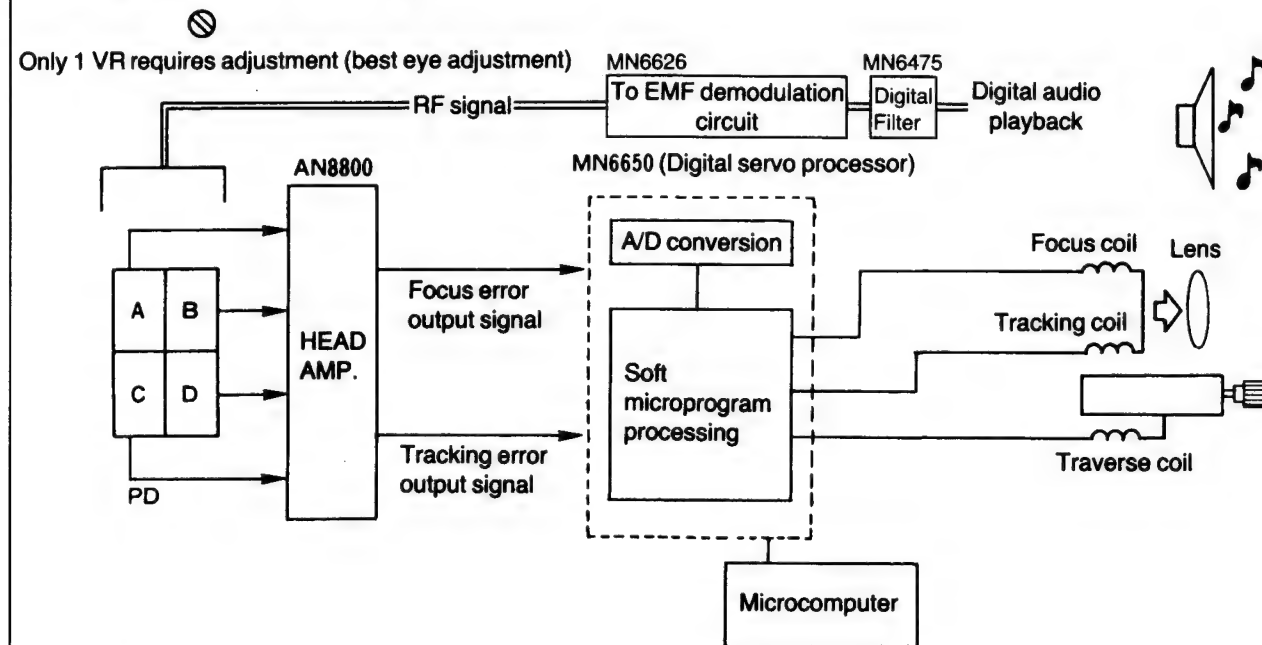 Only 1 VR requires adjustment (best eye adjustment)
MN6626
MN6475
RF signal
To EMF demodulation
circuit
Digital
Filter
Digital audio
playback
AN8800
MN6650 (Digital servo processor)
A/D conversion
Focus coil
Lens
A
B
Focus error
output signal
HEAD
AMP.
Tracking coil
C
D
Soft
microprogram
processing
Tracking error
output signal
Traverse coil
PD
Microcomputer